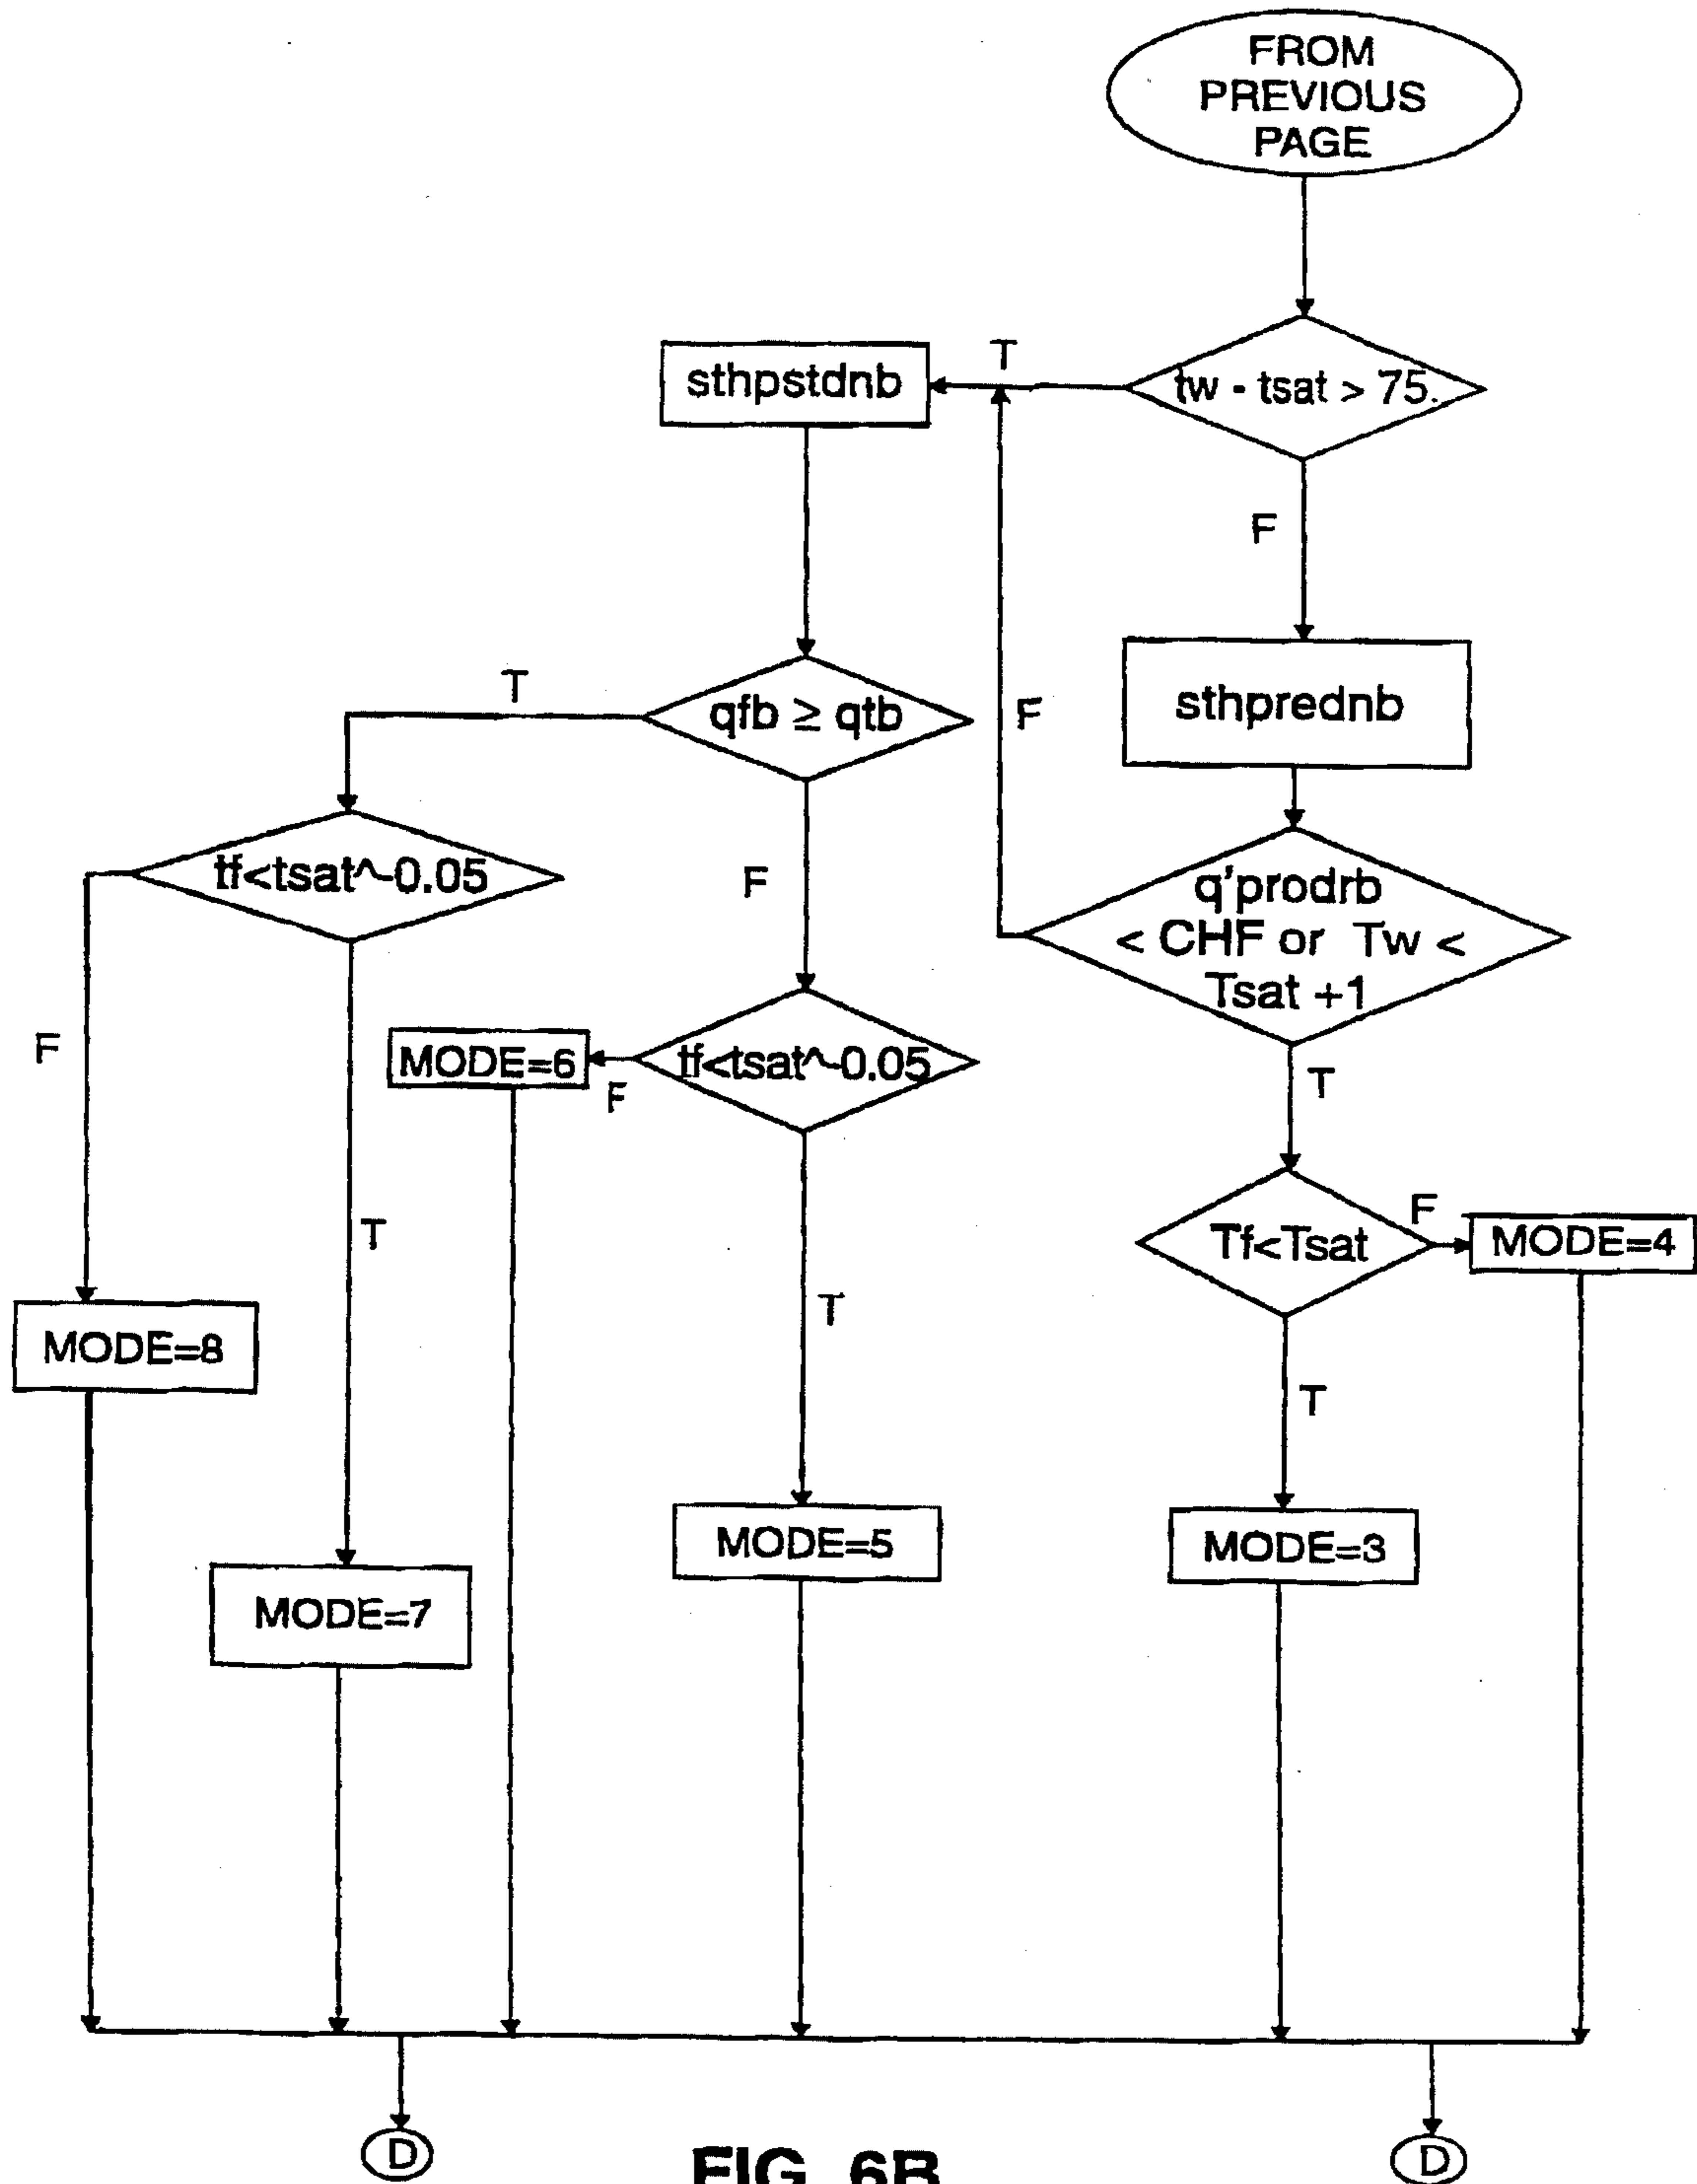 FROM
PREVIOUS
PAGE
T
tw - tsat > 75.
sthpstdnb
F
sthprednb
T
qfb ≥ qtb
F
F
tf<tsat^-0.05
q'prodrb
< CHF or Tw <
Tsat +1
F
MODE=6
F
tf<tsat^-0.05
T
T
T
Tf<Tsat
F
MODE=4
MODE=8
T
T
MODE=5
MODE=3
MODE=7
D
D
FIG. 6B